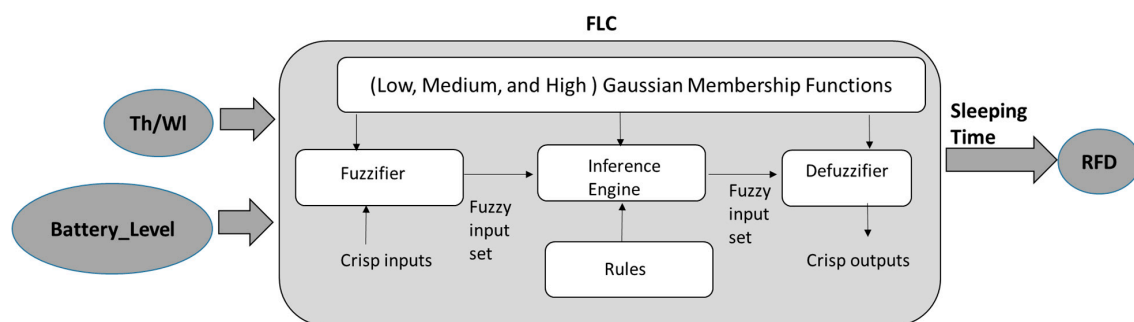 FLC
(Low, Medium, and High ) Gaussian Membership Functions
Th/Wl
Battery_Level
Fuzzifier
Inference
Engine
Defuzzifier
Fuzzy
input
set
Fuzzy
input
set
Crisp inputs
Rules
Crisp outputs
Sleeping
Time
RFD